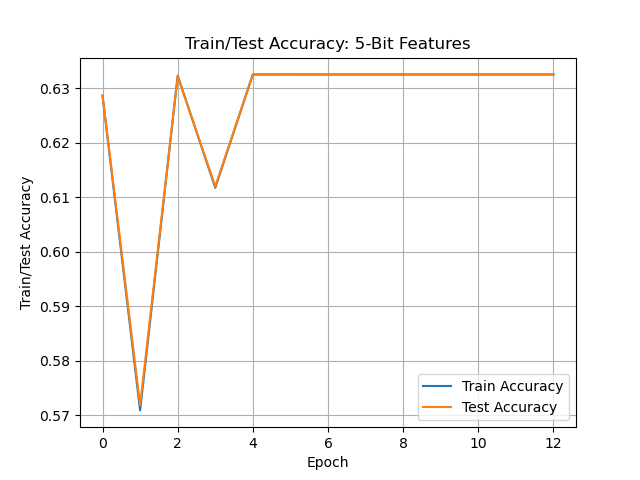 Train/Test Accuracy: 5-Bit Features
Train/Test Accuracy
0.63
0.62
0.61
0.60
0.59
0.58
0.57
Train Accuracy
Test Accuracy
0 2 4 6 8 10 12
Epoch